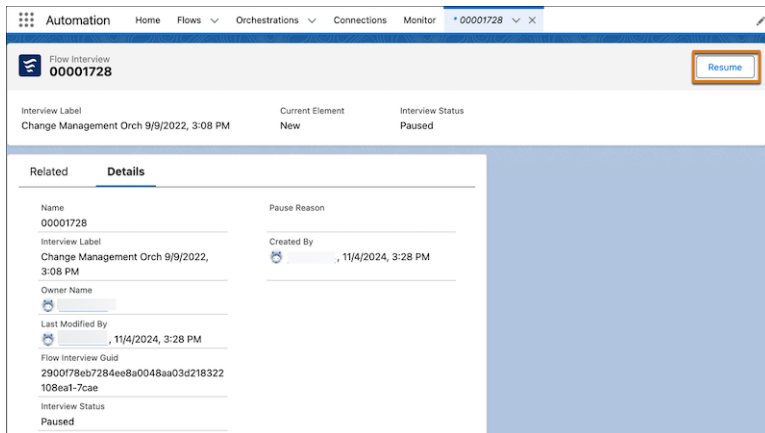 Automation Home Flows Orchestrations Connections Monitor * 00001728
Flow Interview
00001728
Resume
Interview Label Current Element Interview Status
Change Management Orch 9/9/2022, 3:08 PM New Paused
Related Details
Name Pause Reason
00001728
Interview Label Created By
Change Management Orch 9/9/2022, , 11/4/2024, 3:28 PM
3:08 PM
Owner Name
Last Modified By
, 11/4/2024, 3:28 PM
Flow Interview Guid
2900f78eb7284ee8a0048aa03d218322
108ea1-7cae
Interview Status
Paused